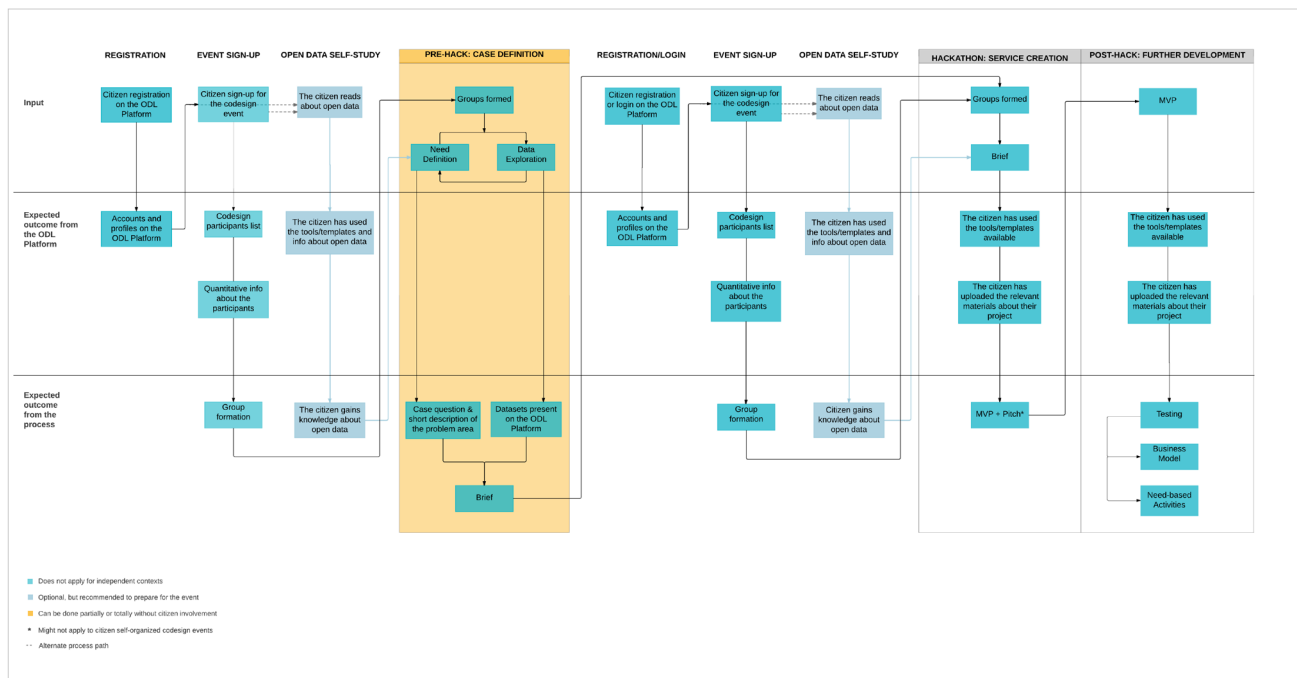 REGISTRATION
EVENT SIGN-UP
OPEN DATA SELF-STUDY
PRE-HACK: CASE DEFINITION
REGISTRATION/LOGIN
EVENT SIGN-UP
OPEN DATA SELF-STUDY
HACKATHON: SERVICE CREATION
POST-HACK: FURTHER DEVELOPMENT
Input
Citizen registration
on the ODL
Platform
Citizen sign-up for
the codesign
event
The citizen reads
about open data
Groups formed
Need
Definition
Data
Exploration
Citizen registration
or login on the ODL
Platform
Citizen sign-up for
the codesign
event
The citizen reads
about open data
Groups formed
Brief
MVP
Expected
outcome from
the ODL
Platform
Accounts and
profiles on the
ODL Platform
Codesign
participants list
Quantitative info
about the
participants
The citizen has used
the tools/templates and
info about open data
Accounts and
profiles on the
ODL Platform
Codesign
participants list
Quantitative info
about the
participants
The citizen has used
the tools/templates and
info about open data
The citizen has used
the tools/templates
available
The citizen has
uploaded the relevant
materials about their
project
The citizen has used
the tools/templates
available
The citizen has
uploaded the relevant
materials about their
project
Expected
outcome
from the
process
Group
formation
The citizen gains
knowledge about
open data
Case question &
short description of
the problem area
Datasets present
on the ODL
Platform
Brief
Group
formation
Citizen gains
knowledge about
open data
MVP + Pitch*
Testing
Business
Model
Need-based
Activities
Does not apply for independent contexts
Optional, but recommended to prepare for the event
Can be done partially or totally without citizen involvement
* Might not apply to citizen self-organized codesign events
-- Alternate process path